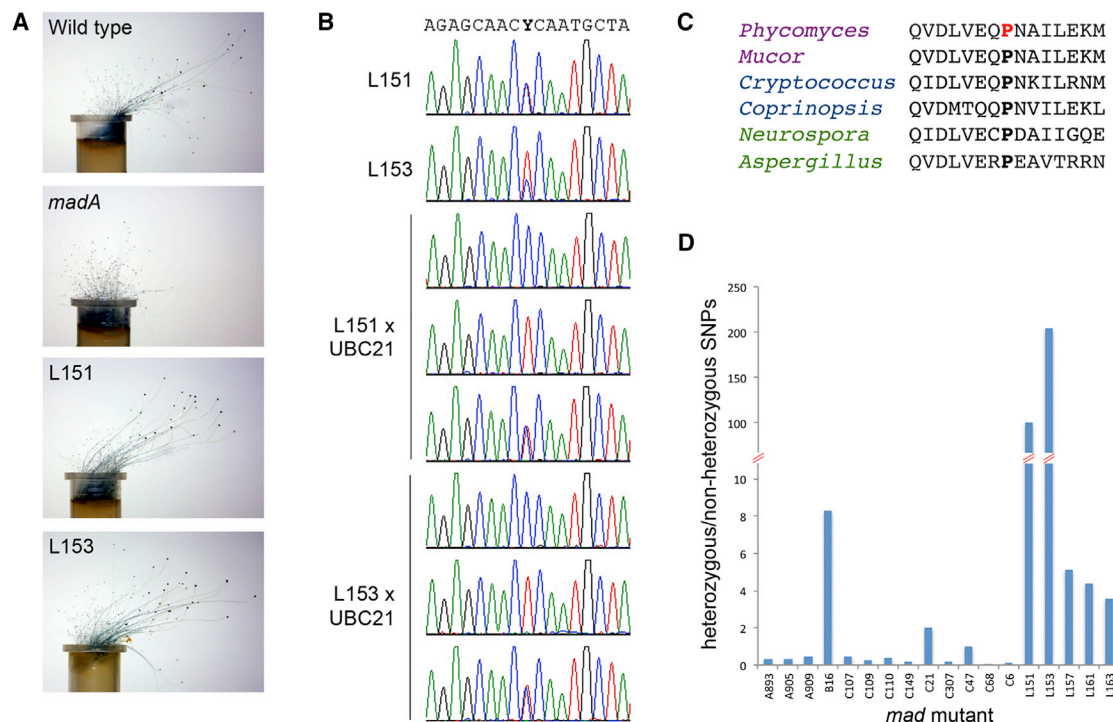 A
Wild type
madA
L151
L153
B
AGAGCAACYCAATGCTA
L151
L153
L151 x
UBC21
L153 x
UBC21
C
Phycomyces QVDLVEQPNAILEKM
Mucor QVDLVEQPNAILEKM
Cryptococcus QIDLVEQPNKILRNM
Coprinopsis QVDMTQQPNVILEKL
Neurospora QIDLVECPDAIIGQE
Aspergillus QVDLVERPEAVTRRN
D
heterozygous/non-heterozygous SNPs
250
200
150
100
10
8
6
4
2
0
A893 A905 A909 B16 C107 C109 C110 C149 C21 C307 C47 C68 C6 L151 L153 L157 L161 L163
mad mutant